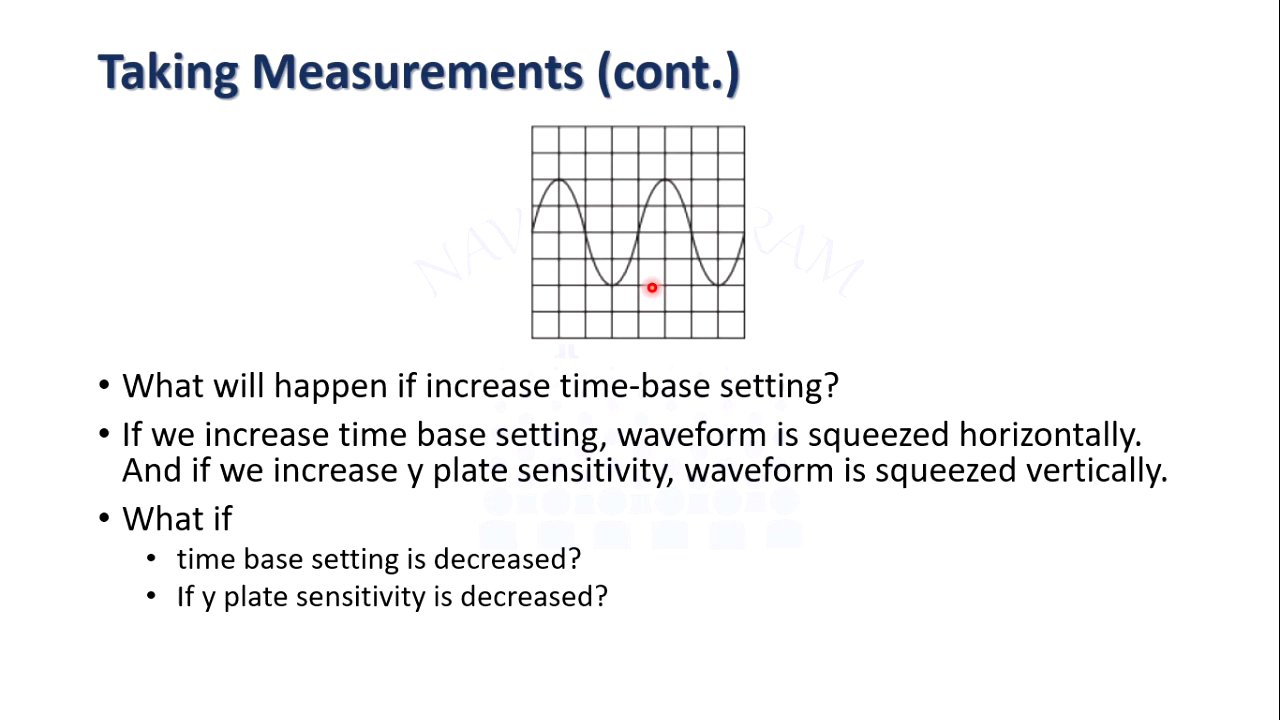 Taking Measurements (cont.)
• What will happen if increase time-base setting?
• If we increase time base setting, waveform is squeezed horizontally.
And if we increase y plate sensitivity, waveform is squeezed vertically.
• What if
• time base setting is decreased?
• If y plate sensitivity is decreased?